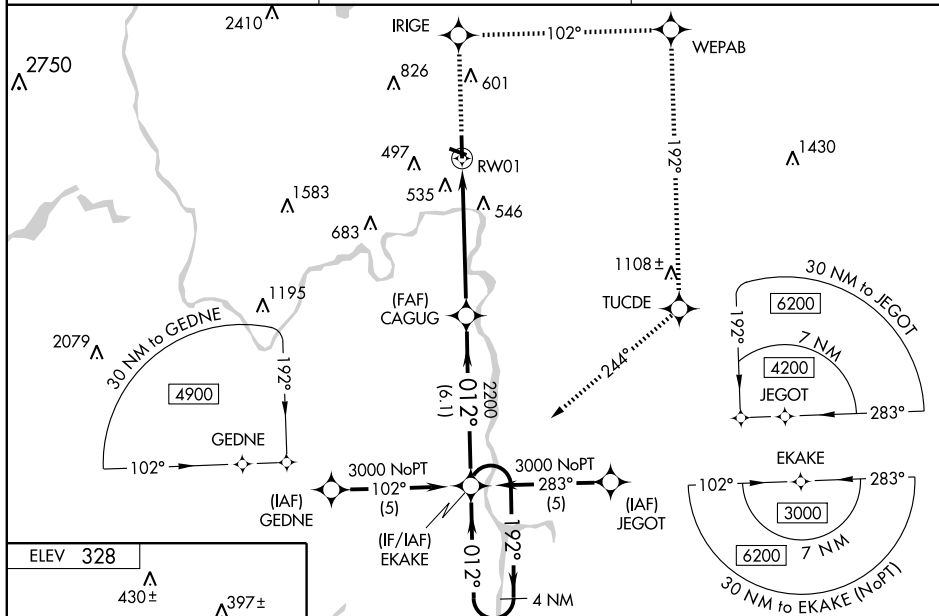 2410
IRIGE
102°
WEPAB
2750
826
601
192°
1430
497
RW01
535
1583
546
683
1108±
(FAF)
CAGUG
TUCDE
30 NM to JEGOT
6200
1195
192°
7 NM
4200
30 NM to GEDNE
2079
192°
244°
JEGOT
283°
4900
2200
012°
(6.1)
GEDNE
102°
EKAKE
102°
283°
3000 NoPT
102°
(5)
3000 NoPT
283°
(5)
(IAF)
GEDNE
(IF/IAF)
EKAKE
(IAF)
JEGOT
3000
7 NM
6200
30 NM to EKAKE (NoPT)
192°
012°
4 NM
ELEV 328
430±
397±